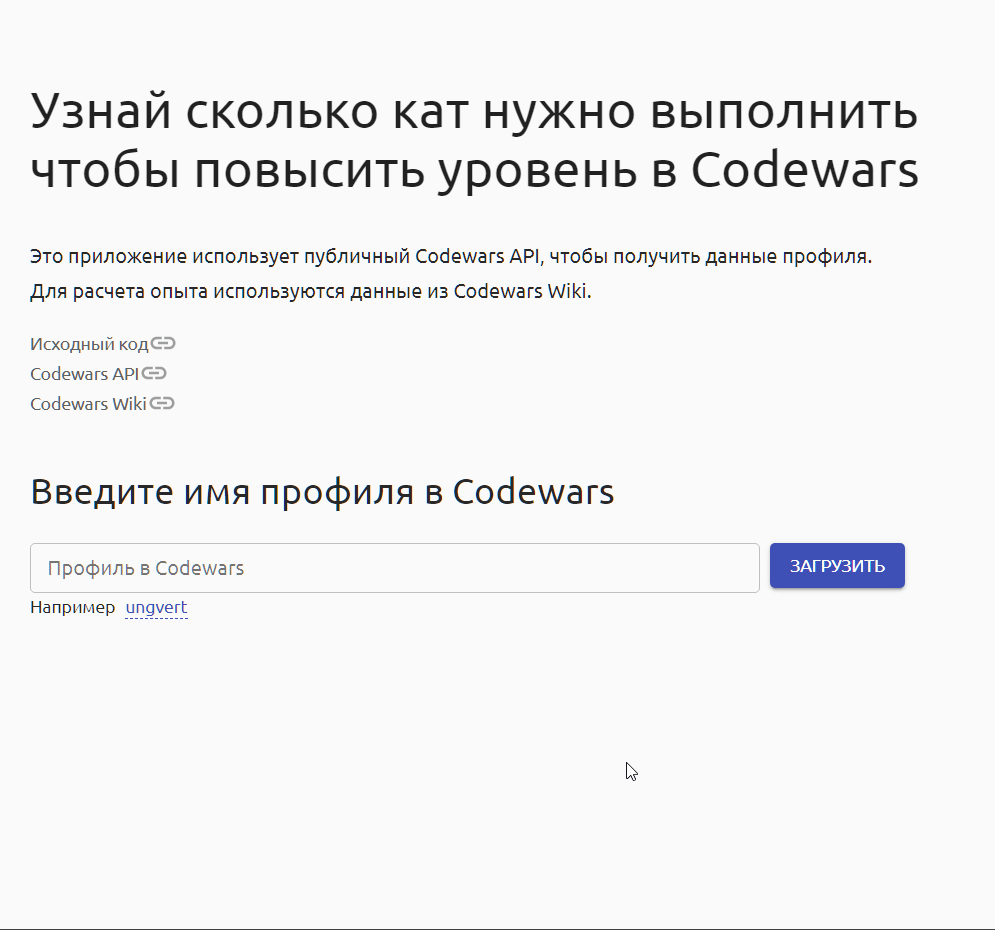 Узнай сколько кат нужно выполнить
чтобы повысить уровень в Codewars
Это приложение использует публичный Codewars API, чтобы получить данные профиля.
Для расчета опыта используются данные из Codewars Wiki.
Исходный код
Codewars API
Codewars Wiki
Введите имя профиля в Codewars
Профиль в Codewars
ЗАГРУЗИТЬ
Например ungvert